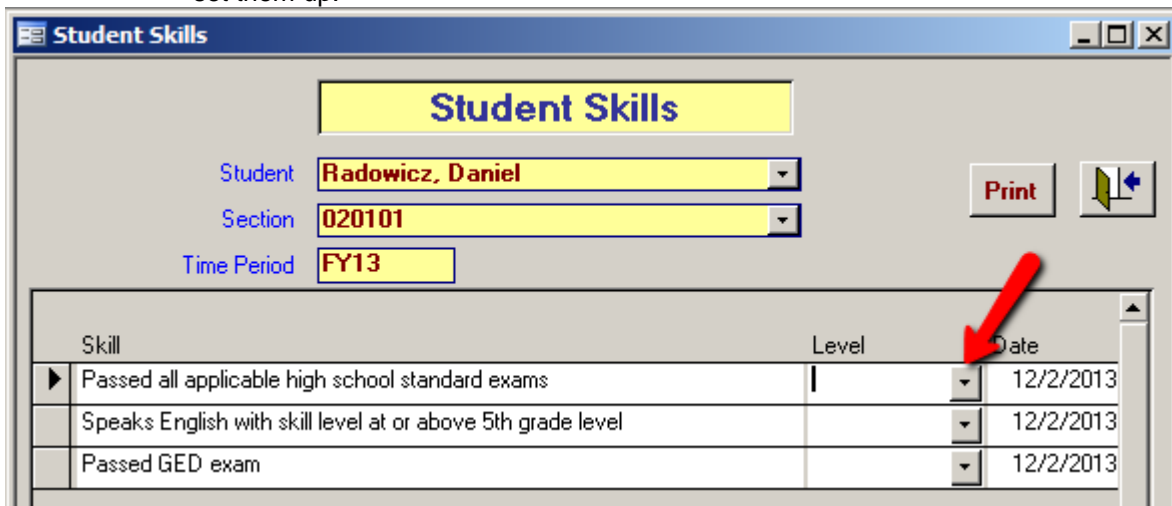 Student Skills
Student Skills
Student Radowicz, Daniel
Print
Section 020101
Time Period FY13
Skill Level Date
Passed all applicable high school standard exams 12/2/2013
Speaks English with skill level at or above 5th grade level 12/2/2013
Passed GED exam 12/2/2013